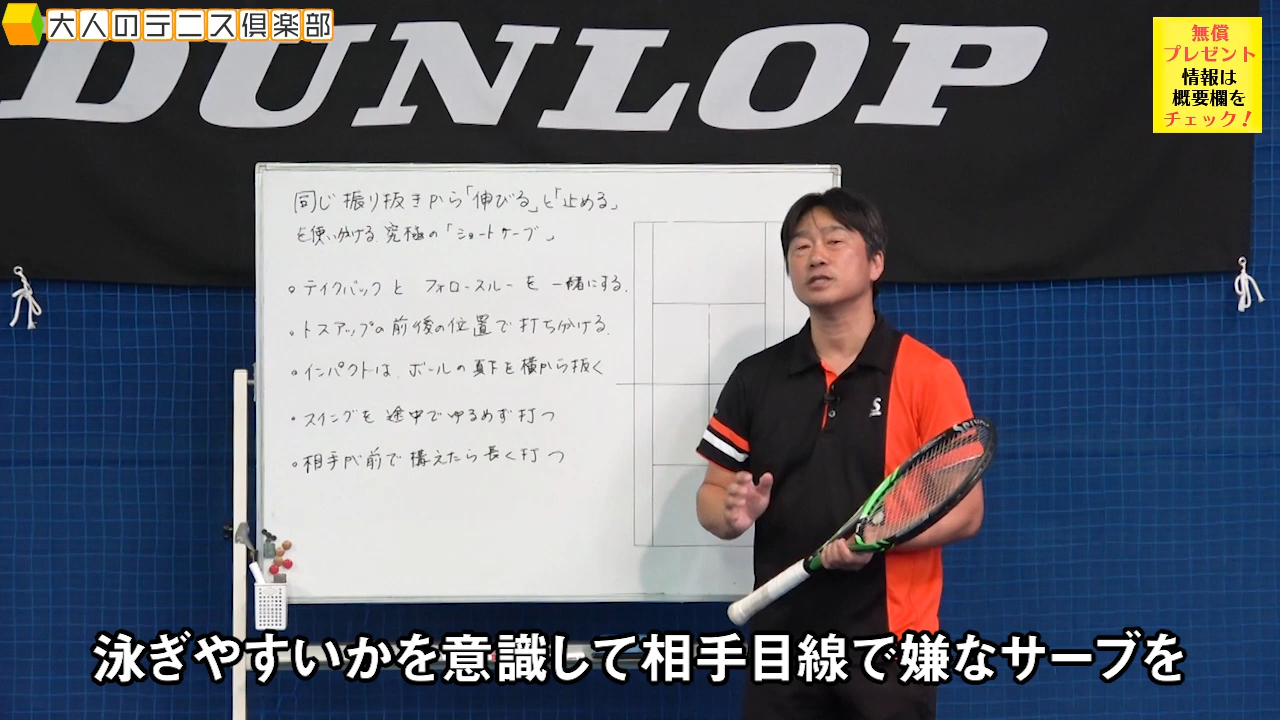 大人のテニス倶楽部
DUNLOP
無償
プレゼント
情報は
概要欄を
チェック!
同じ振り抜きから「伸びる」と「止める」
を使い分ける究極の「ショートサーブ」
・テイクバックと フォロースルーを 一緒にする.
・トスアップの前後の位置で打ち分ける.
・インパクトは、ボールの真下を横から抜く
・スイングを 途中でゆるめず打つ
・相手が前で構えたら長く打つ
S
Srixon
泳ぎやすいかを意識して相手目線で嫌なサーブを